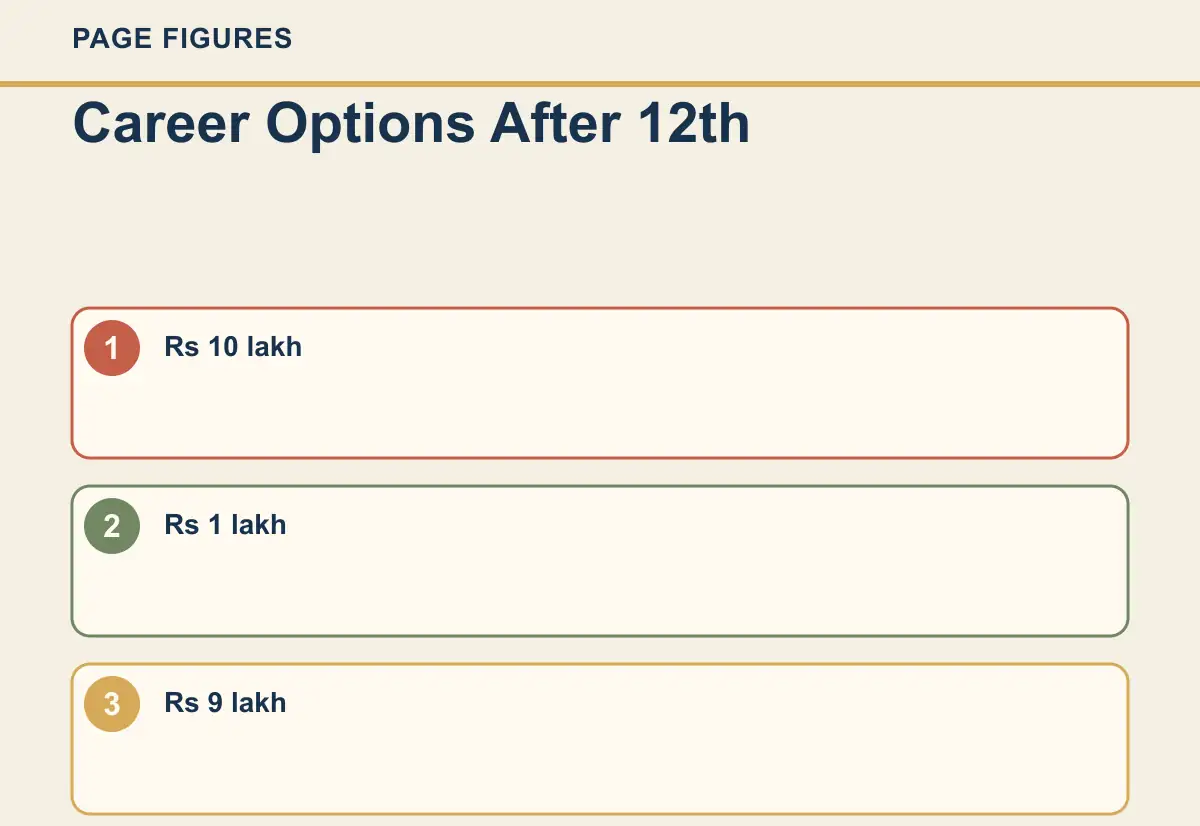 PAGE FIGURES
Career Options After 12th
1 Rs 10 lakh
2 Rs 1 lakh
3 Rs 9 lakh